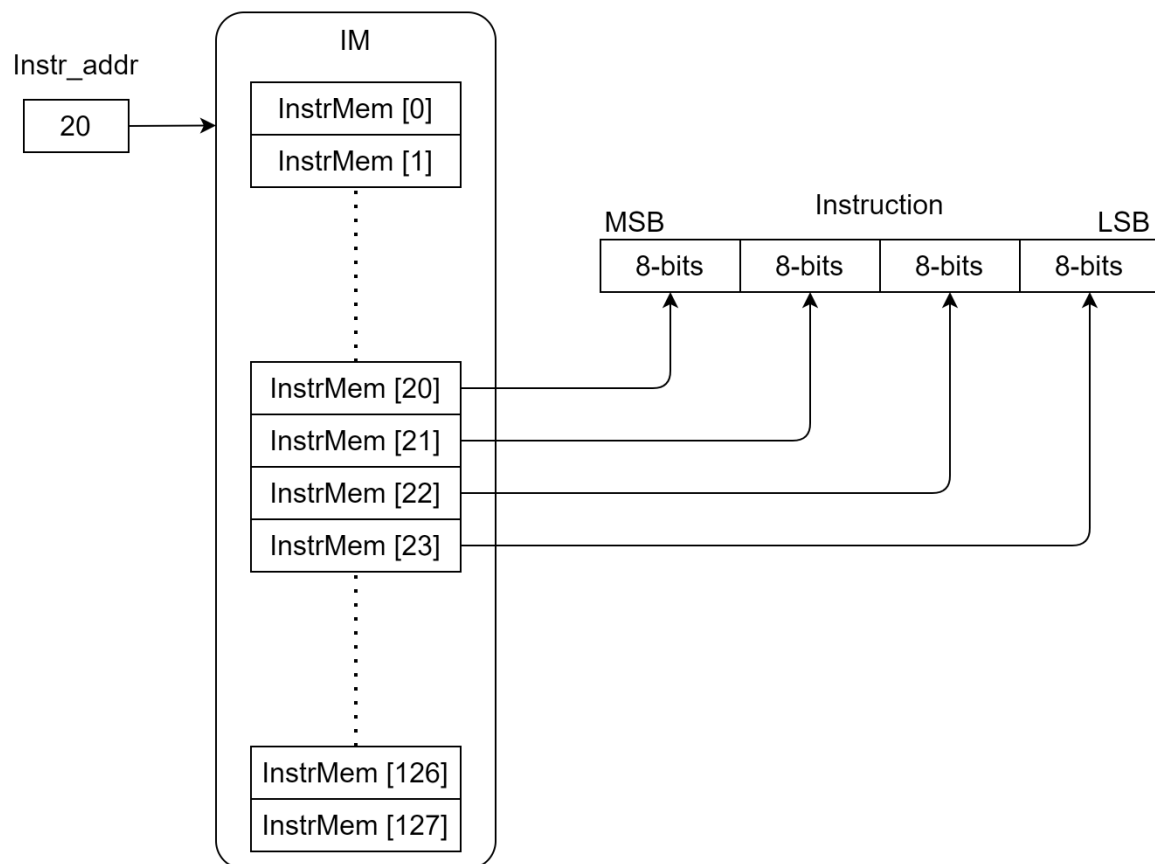 IM
Instr_addr
20
InstrMem [0]
InstrMem [1]
Instruction
MSB
LSB
8-bits
8-bits
8-bits
8-bits
InstrMem [20]
InstrMem [21]
InstrMem [22]
InstrMem [23]
InstrMem [126]
InstrMem [127]